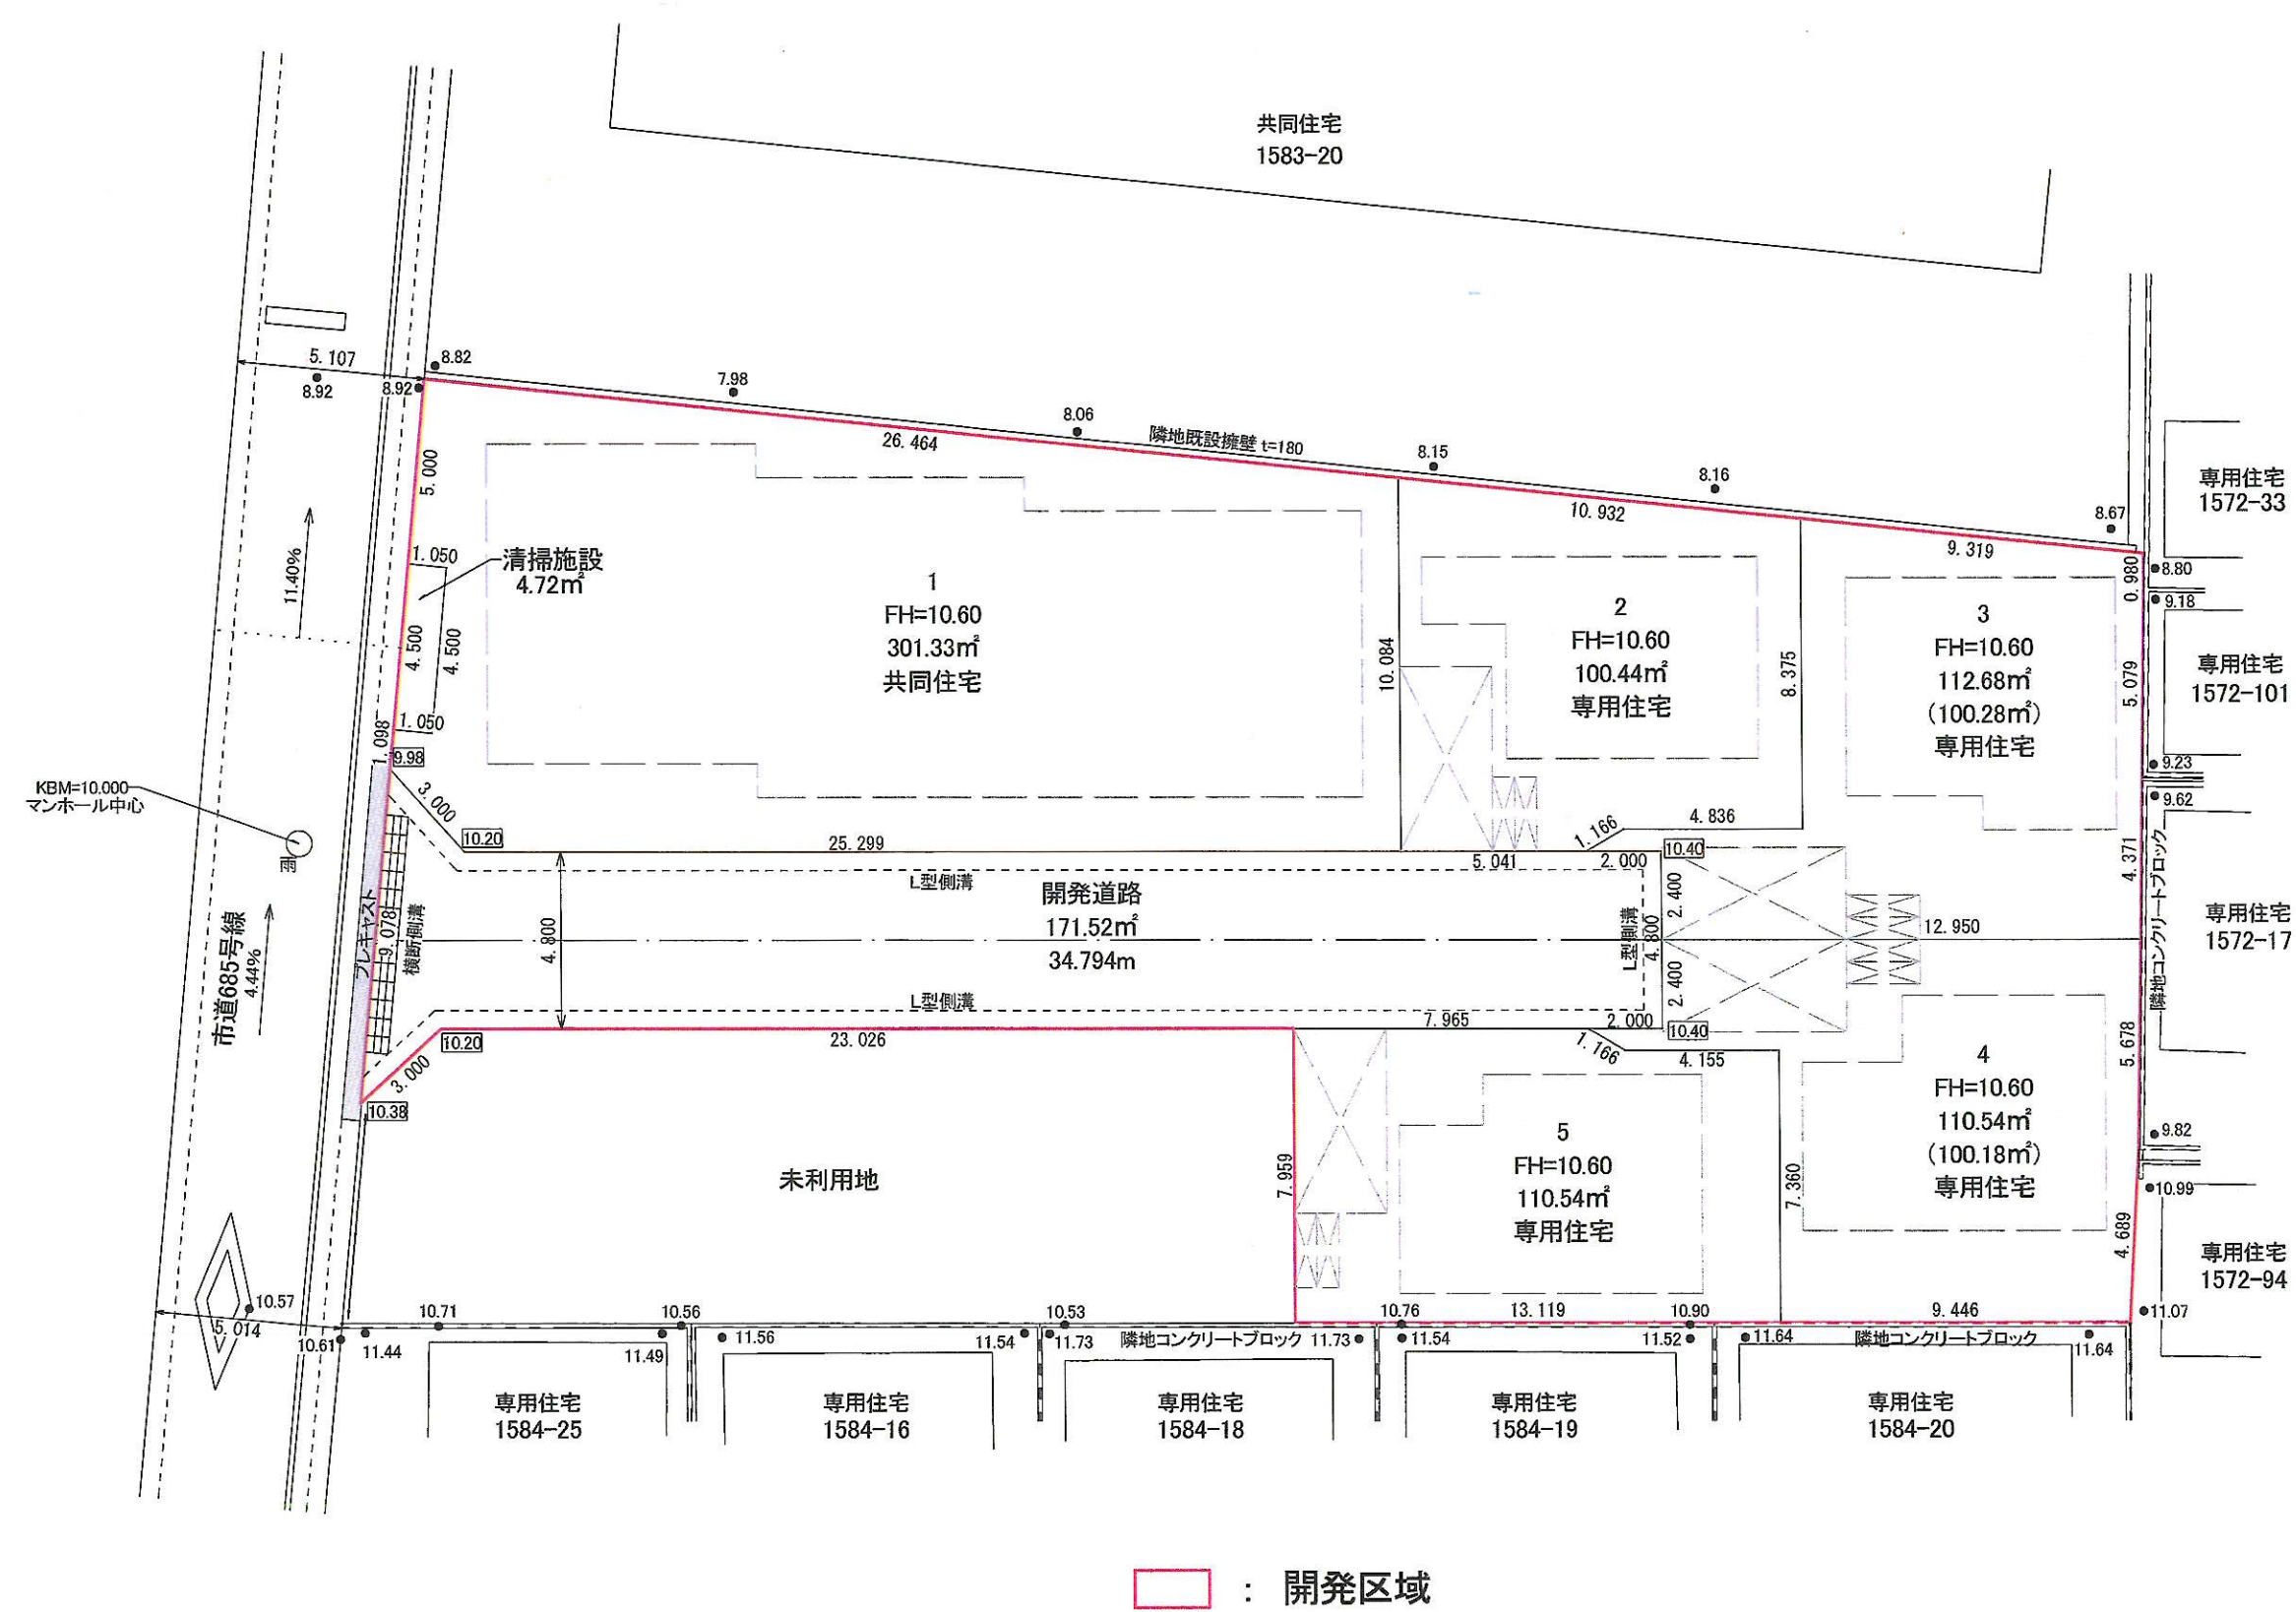 共同住宅
1583-20
5.107
8.92
8.92
8.82
7.98
8.06
隣地既設擁壁 t=180
8.15
8.16
8.67
26.464
10.932
9.319
専用住宅
1572-33
5.000
11.40%
1.050
清掃施設
4.72㎡
4.500
4.500
1.050
1.098
9.98
1
FH=10.60
301.33㎡
共同住宅
10.084
2
FH=10.60
100.44㎡
専用住宅
8.375
3
FH=10.60
112.68㎡
(100.28㎡)
専用住宅
0.980
8.80
9.18
5.079
専用住宅
1572-101
9.23
9.62
KBM=10.000
マンホール中心
雨
3.000
10.20
25.299
5.041
1.166
2.000
4.836
10.40
4.371
隣地コンクリートブロック
L型側溝
開発道路
171.52㎡
34.794m
4.800
L型側溝
4.800
2.400
2.400
12.950
専用住宅
1572-17
プレキャスト
9.078
横断側溝
市道685号線
4.44%
L型側溝
3.000
10.20
10.38
23.026
7.965
2.000
10.40
1.166
4.155
5.678
4
FH=10.60
110.54㎡
(100.18㎡)
専用住宅
9.82
10.99
未利用地
7.959
5
FH=10.60
110.54㎡
専用住宅
7.360
4.689
専用住宅
1572-94
11.07
10.57
5.014
10.61
11.44
10.71
10.56
11.49
11.56
10.53
11.54
11.73
隣地コンクリートブロック
11.73
10.76
11.54
13.119
10.90
11.52
11.64
9.446
隣地コンクリートブロック
11.64
専用住宅
1584-25
専用住宅
1584-16
専用住宅
1584-18
専用住宅
1584-19
専用住宅
1584-20
： 開発区域